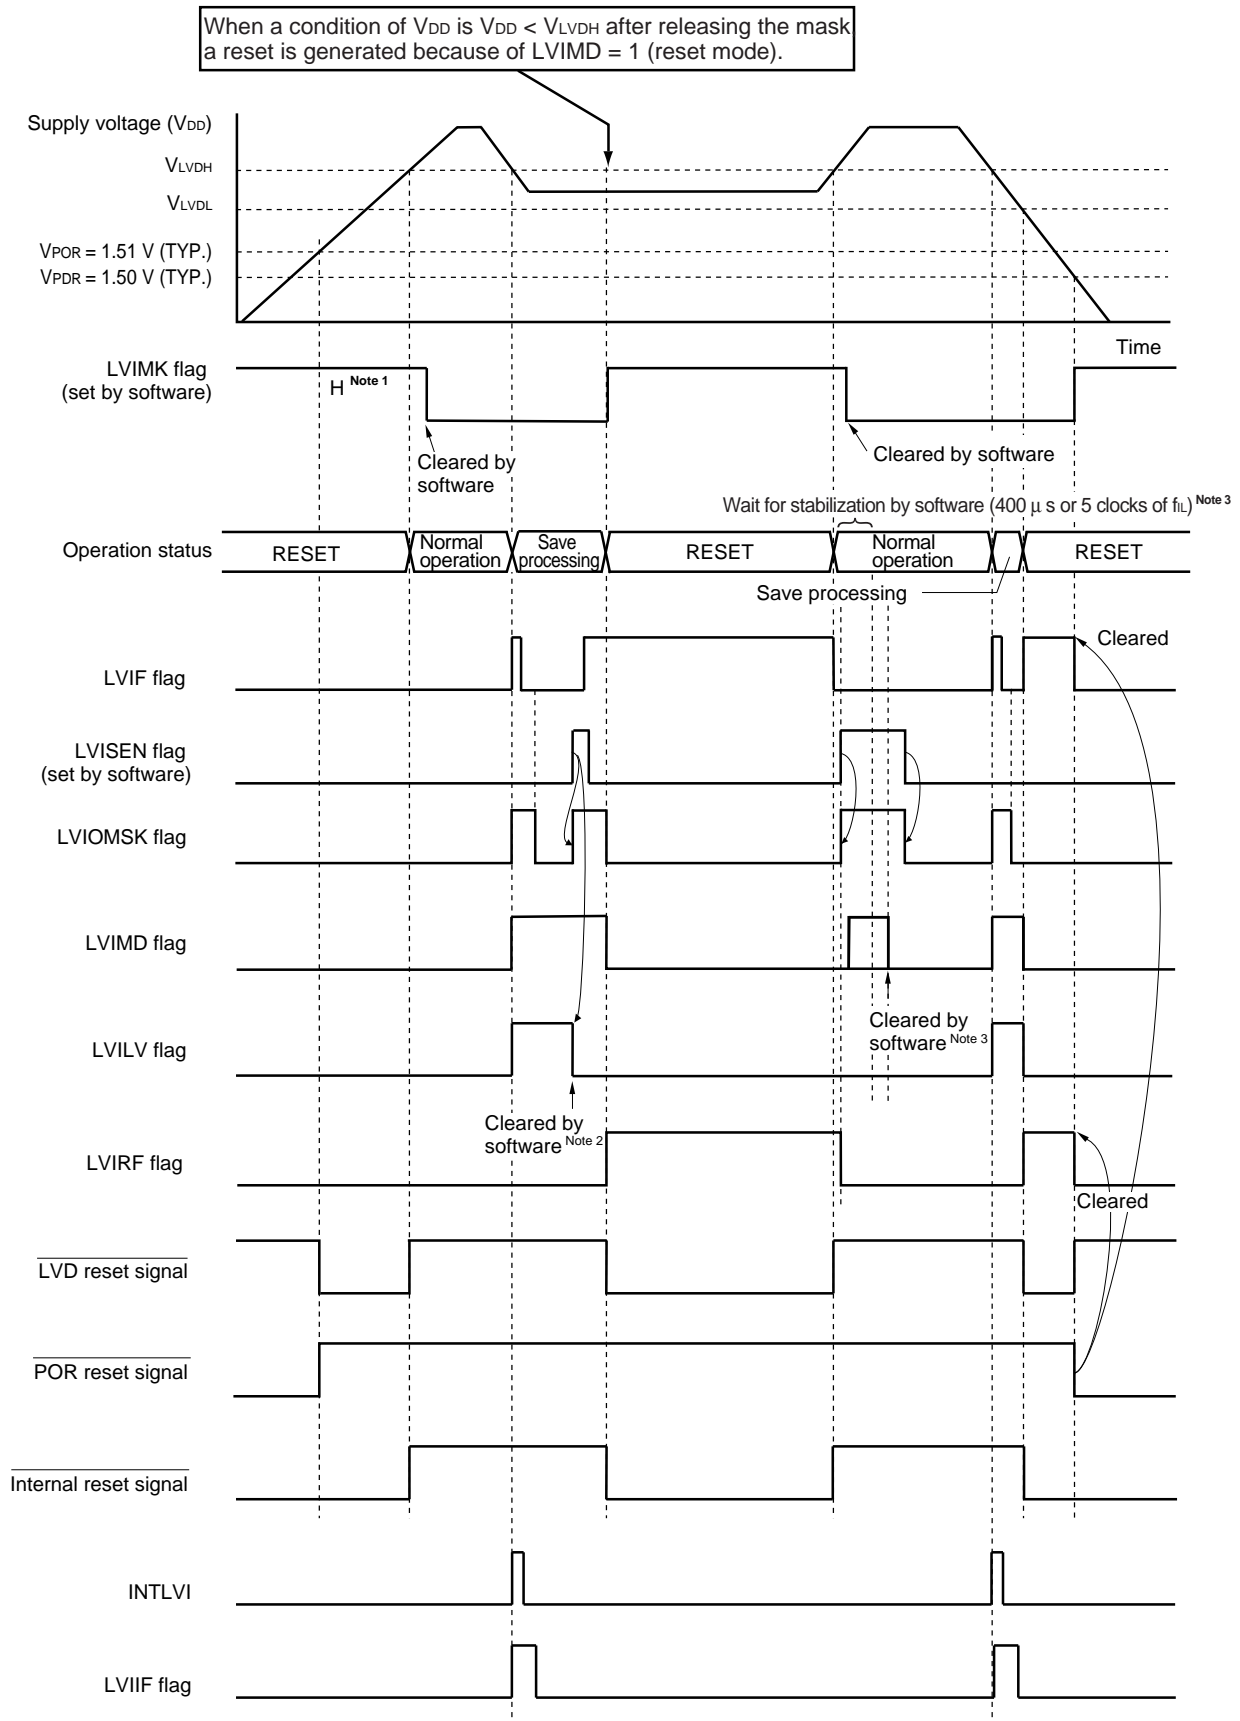 When a condition of VDD is VDD < VLVDH after releasing the mask
a reset is generated because of LVIMD = 1 (reset mode).
Supply voltage (VDD)
VLVDH
VLVDL
VPOR = 1.51 V (TYP.)
VPDR = 1.50 V (TYP.)
Time
LVIMK flag
(set by software)
H Note 1
Cleared by
software
Cleared by software
Wait for stabilization by software (400 μ s or 5 clocks of fIL) Note 3
Operation status
RESET
Normal
operation
Save
processing
RESET
Normal
operation
RESET
Save processing
LVIF flag
Cleared
LVISEN flag
(set by software)
LVIOMSK flag
LVIMD flag
Cleared by
software Note 3
LVILV flag
Cleared by
software Note 2
LVIRF flag
Cleared
LVD reset signal
POR reset signal
Internal reset signal
INTLVI
LVIIF flag